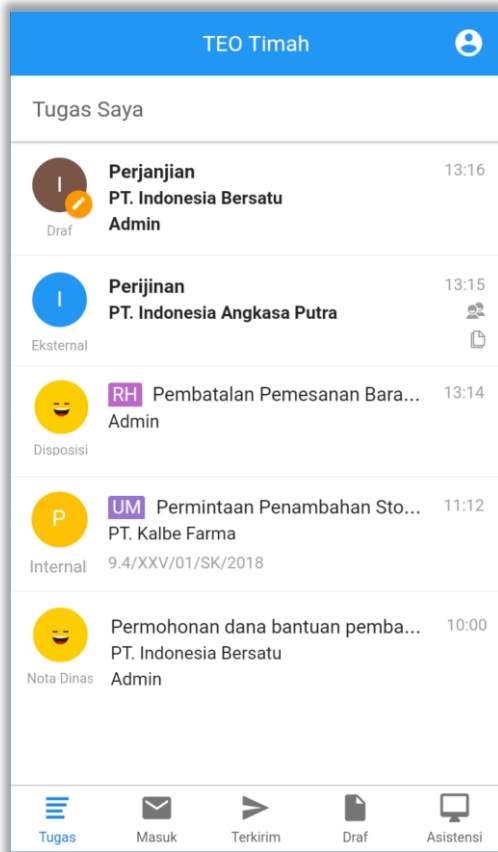 TEO Timah
Tugas Saya
I
Draf
Perjanjian
13:16
PT. Indonesia Bersatu
Admin
I
Eksternal
Perijinan
13:15
PT. Indonesia Angkasa Putra
Disposisi
RH Pembatalan Pemesanan Bara...
13:14
Admin
P
Internal
UM Permintaan Penambahan Sto...
11:12
PT. Kalbe Farma
9.4/XXV/01/SK/2018
Nota Dinas
Permohonan dana bantuan pemba...
10:00
PT. Indonesia Bersatu
Admin
Tugas
Masuk
Terkirim
Draf
Asistensi